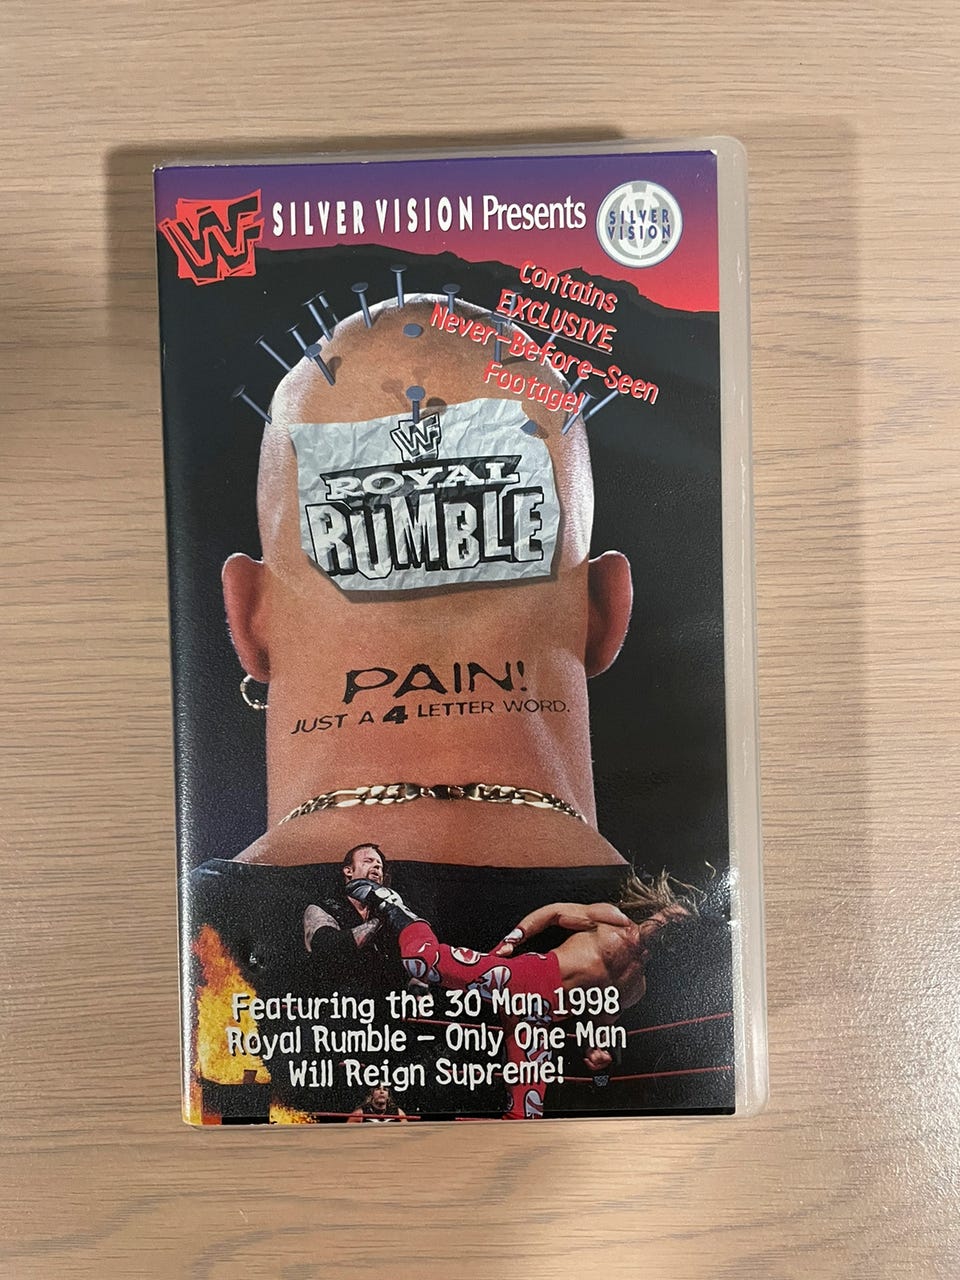 WF SILVER VISION Presents
SILVER
VISION
Contains
EXCLUSIVE
Never-Before-Seen
Footage!
WF
ROYAL
RUMBLE
PAIN!
JUST A 4 LETTER WORD.
Featuring the 30 Man 1998
Royal Rumble - Only One Man
Will Reign Supreme!